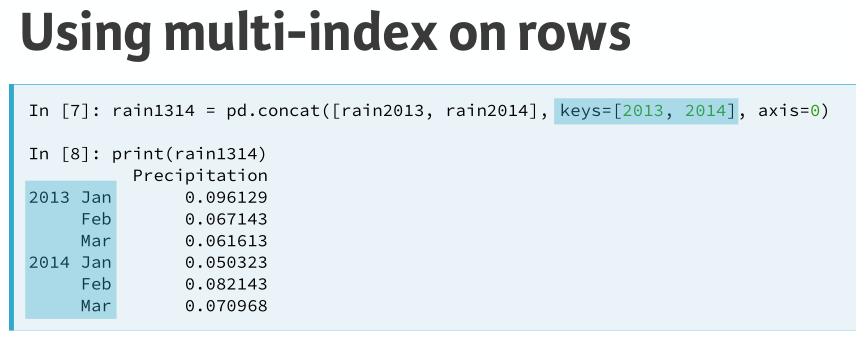 Using multi-index on rows
In [7]: rain1314 = pd.concat([rain2013, rain2014], keys=[2013, 2014], axis=0)
In [8]: print(rain1314)
Precipitation
2013 Jan 0.096129
Feb 0.067143
Mar 0.061613
2014 Jan 0.050323
Feb 0.082143
Mar 0.070968